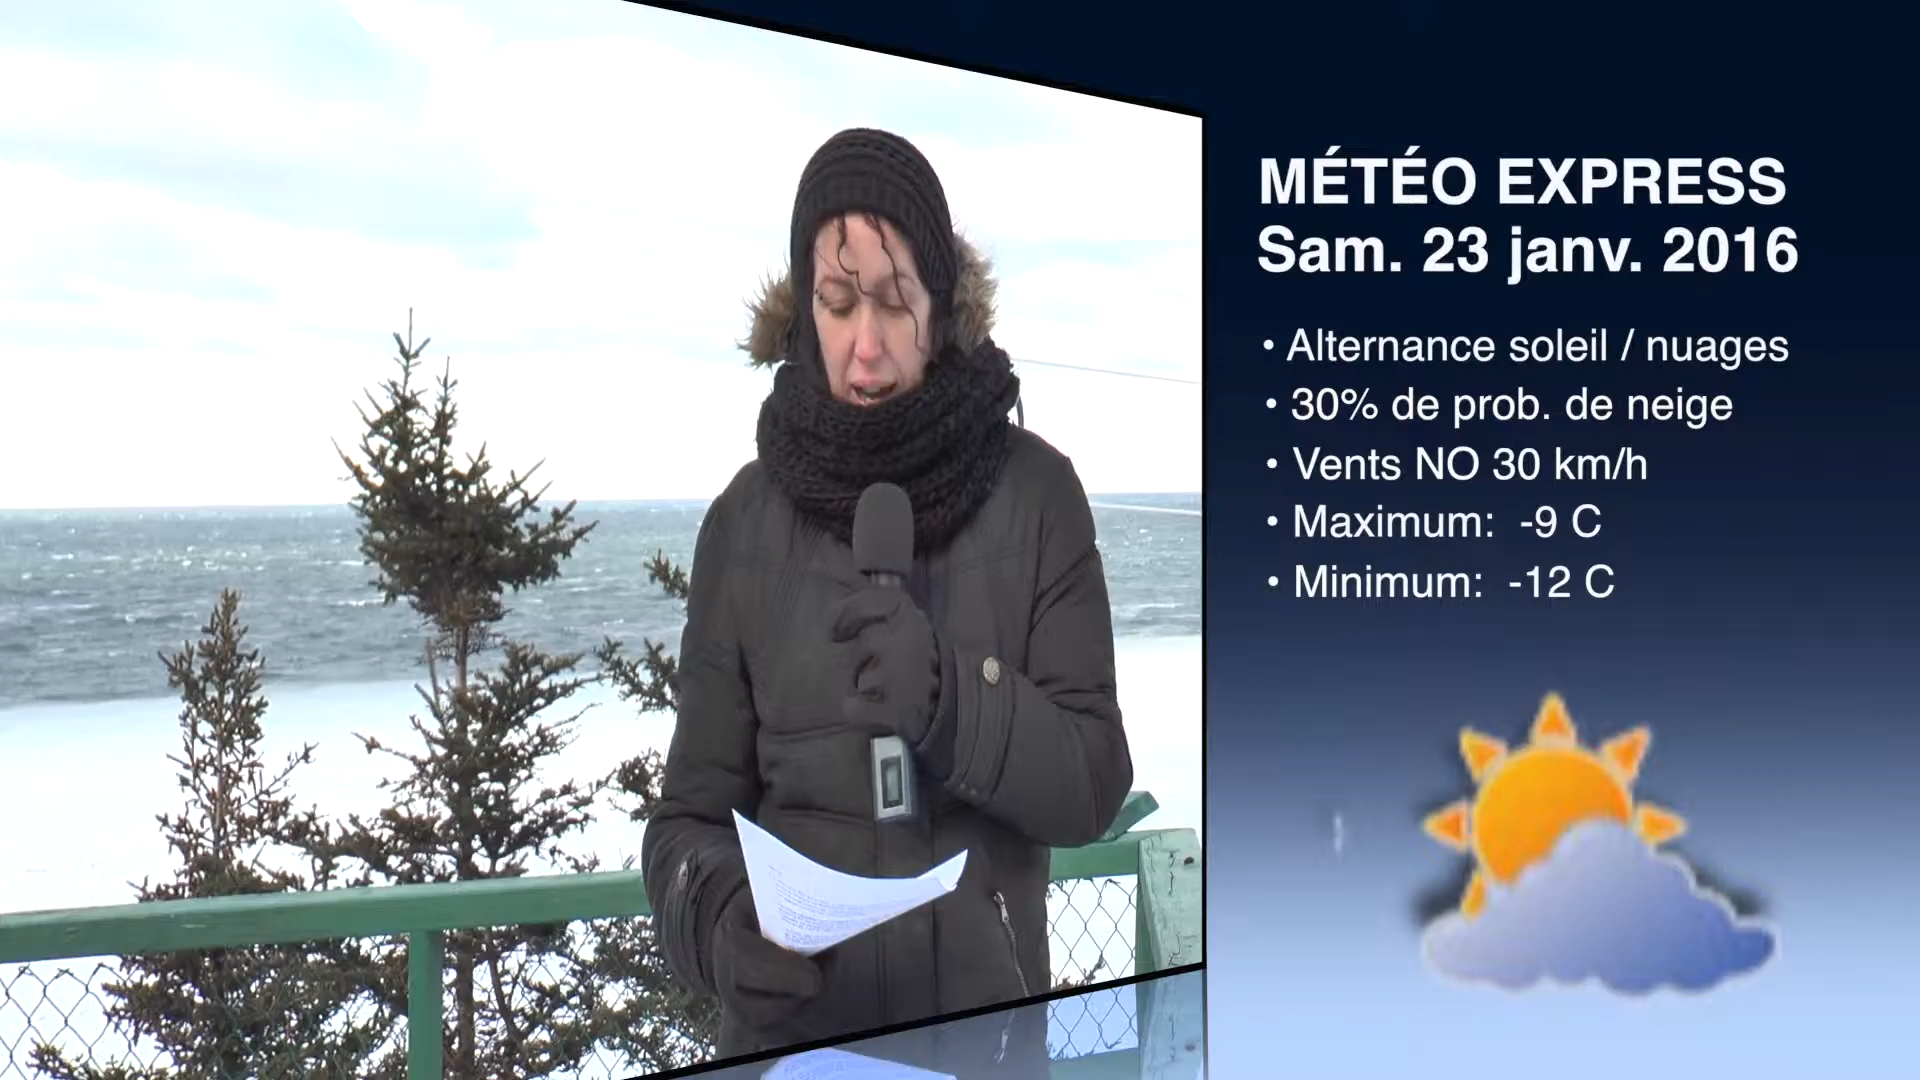 MÉTÉO EXPRESS
Sam. 23 janv. 2016
• Alternance soleil / nuages
• 30% de prob. de neige
• Vents NO 30 km/h
• Maximum: -9 C
• Minimum: -12 C